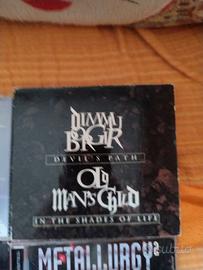 DIMMU
BORGIR
DEVIL'S PATH
OLD
MAN'S CHILD
IN THE SHADES OF LIFE
METALLURGY